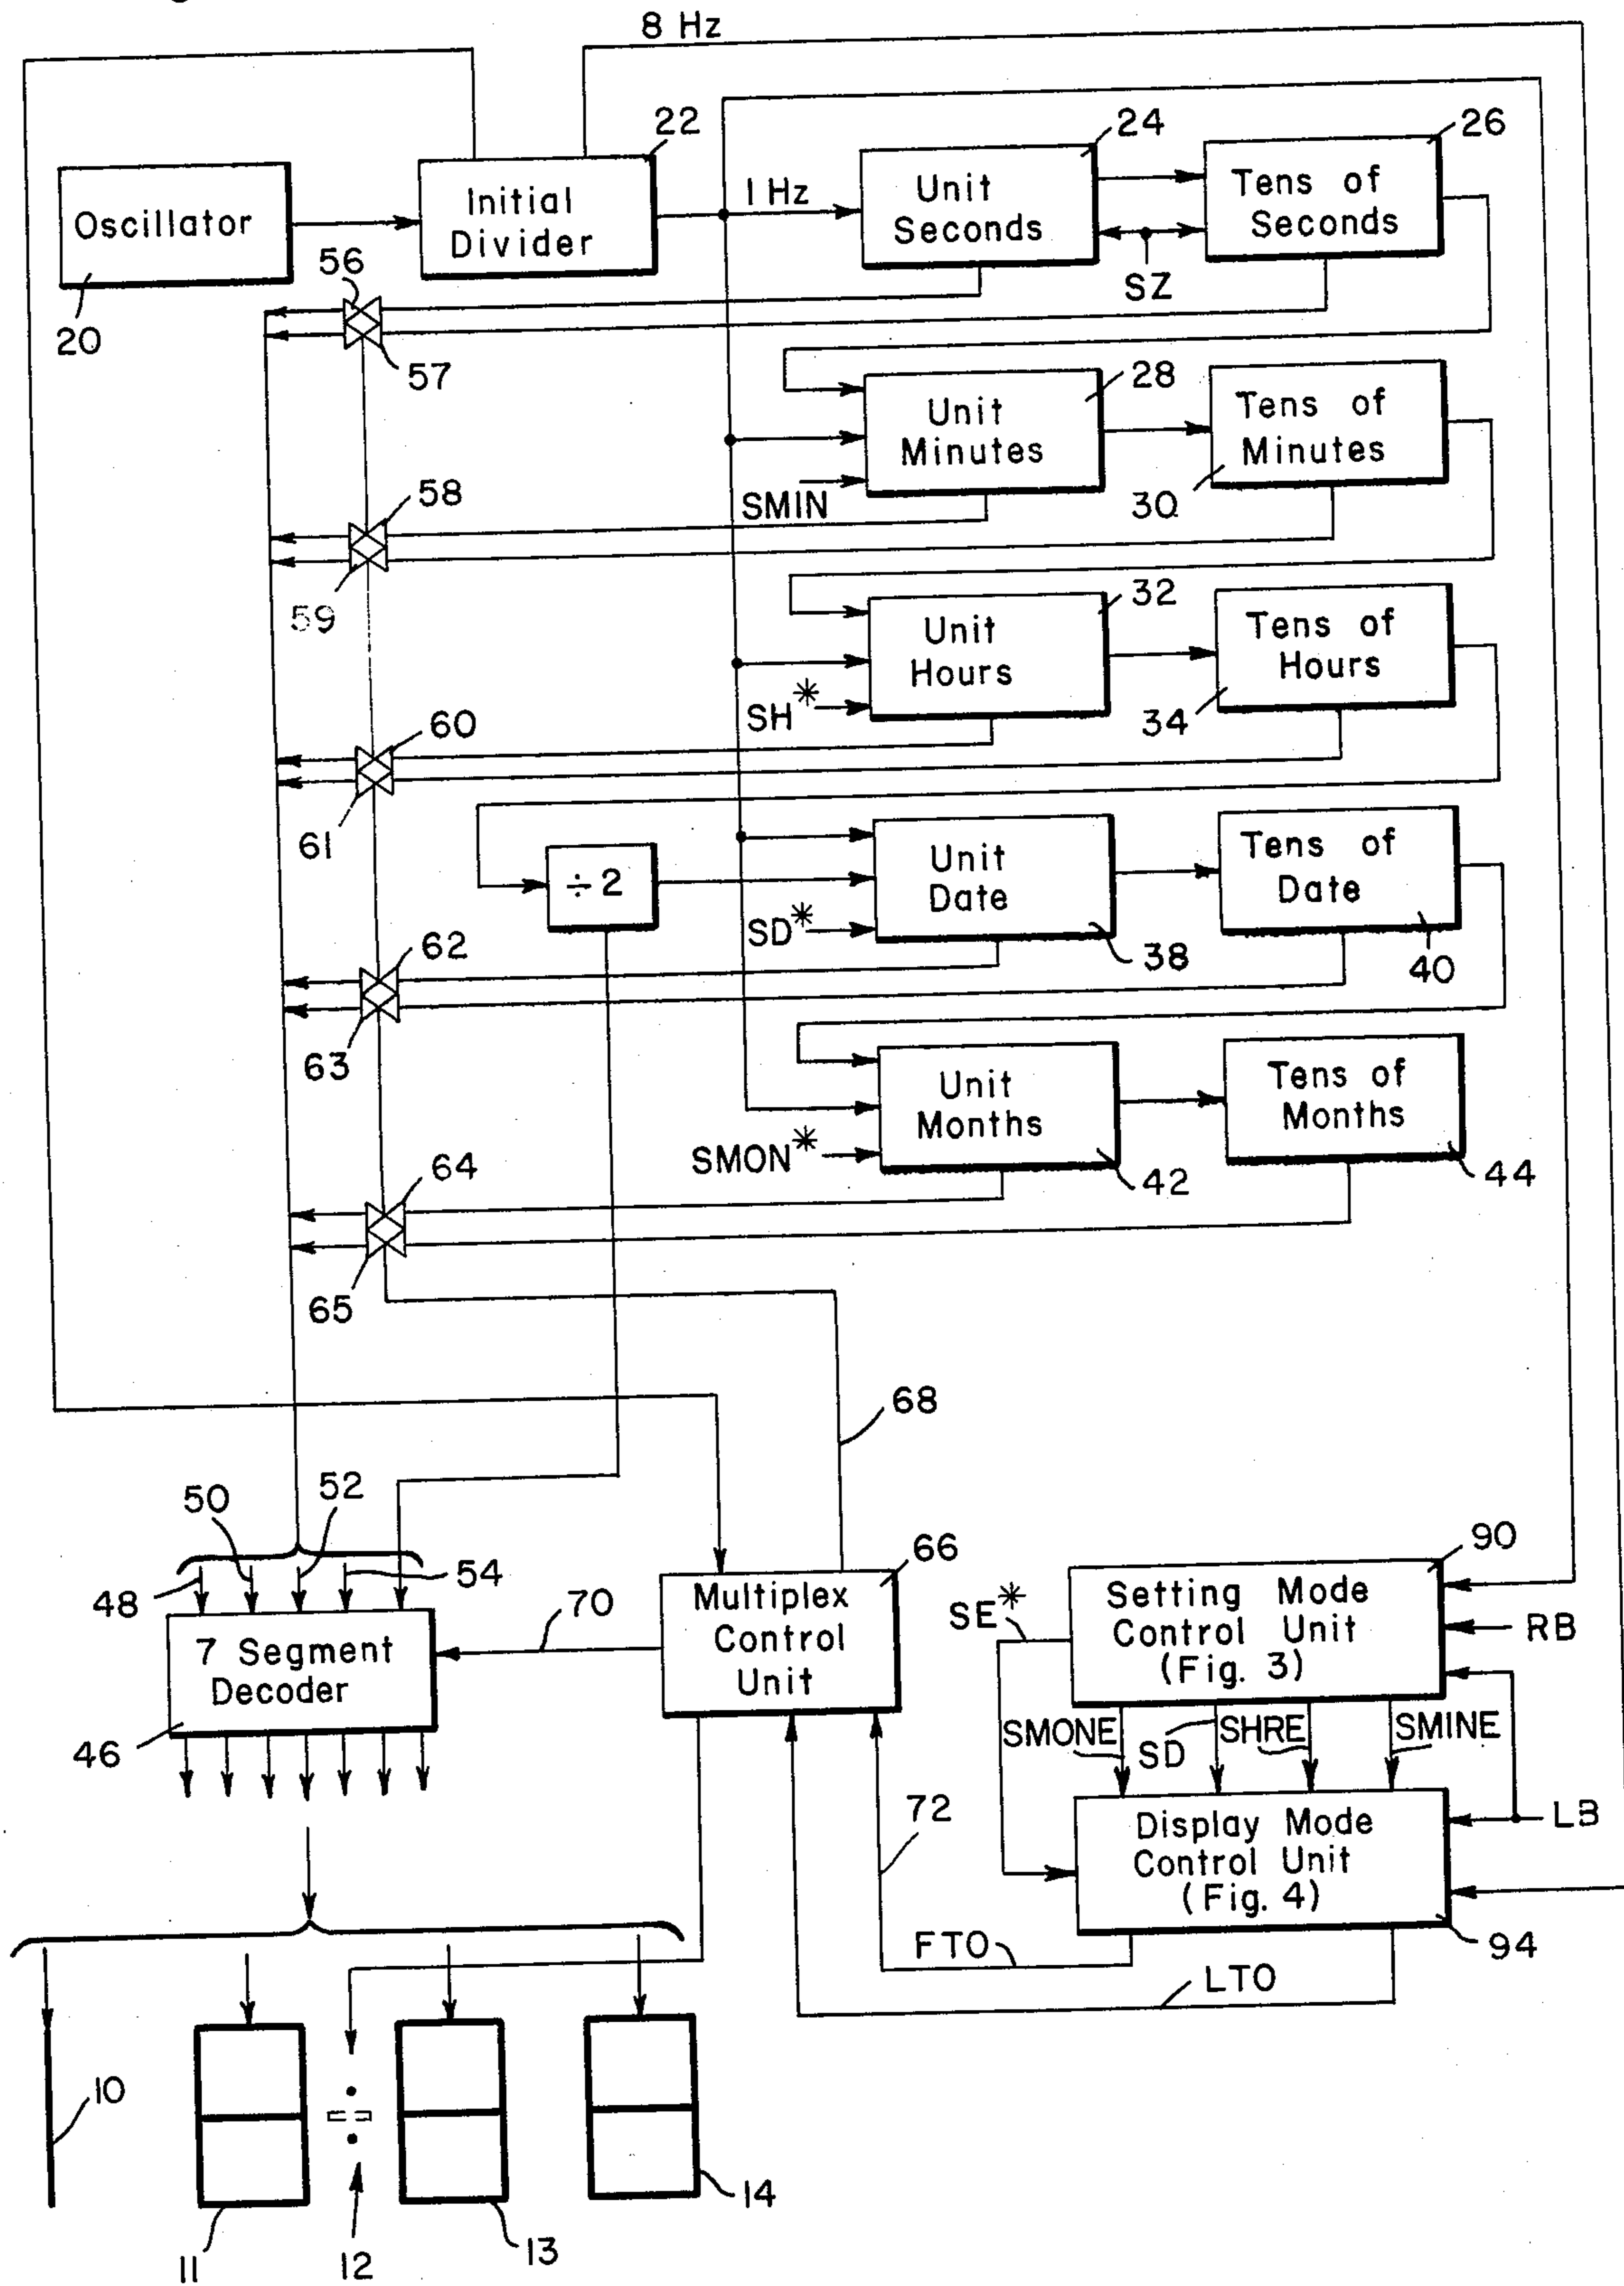 8 Hz
22
24
26
Oscillator
Initial
Divider
1 Hz
Unit
Seconds
Tens of
Seconds
SZ
20
56
57
28
Unit
Minutes
Tens of
Minutes
30
SMIN
58
59
32
Unit
Hours
Tens of
Hours
34
SH*
60
61
÷2
Unit
Date
Tens of
Date
SD*
38
40
62
63
Unit
Months
Tens of
Months
SMON*
42
44
64
65
68
50
52
48
54
66
90
7 Segment
Decoder
46
70
Multiplex
Control
Unit
SE*
Setting Mode
Control Unit
(Fig. 3)
RB
SMONE
SD
SHRE
SMINE
72
Display Mode
Control Unit
(Fig. 4)
LB
94
FTO
LTO
10
11
12
13
14